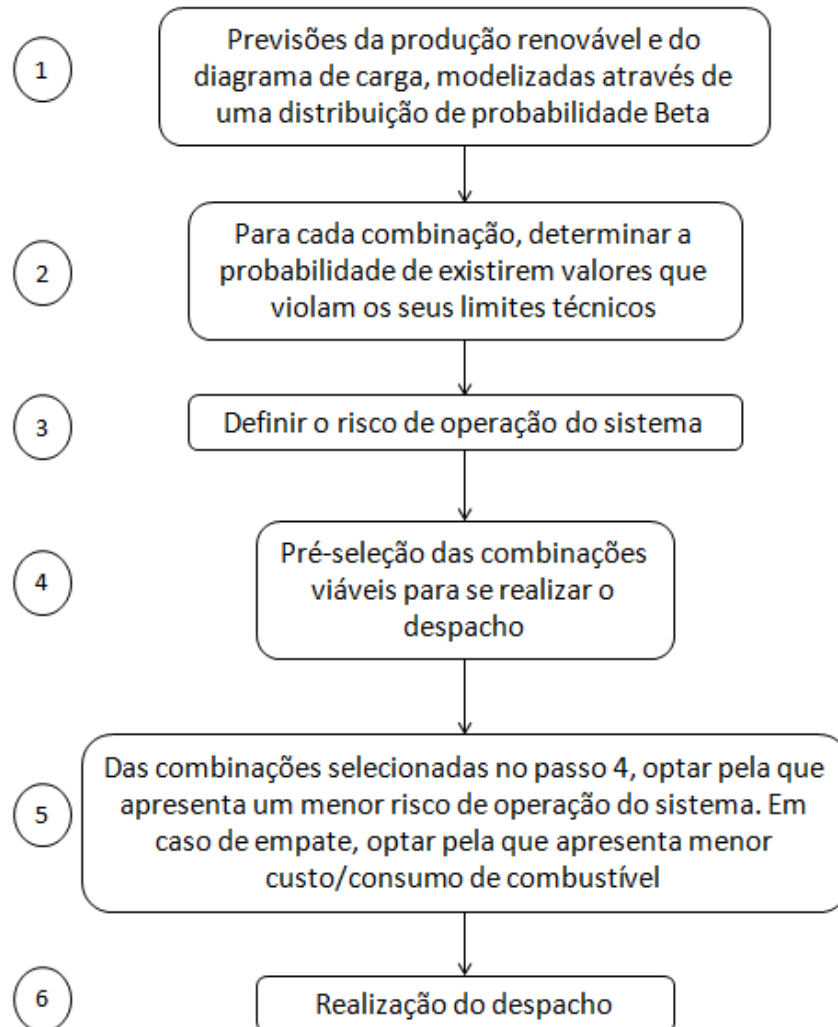 1
Previsões da produção renovável e do
diagrama de carga, modelizadas através de
uma distribuição de probabilidade Beta
2
Para cada combinação, determinar a
probabilidade de existirem valores que
violam os seus limites técnicos
3
Definir o risco de operação do sistema
4
Pré-seleção das combinações
viáveis para se realizar o
despacho
5
Das combinações selecionadas no passo 4, optar pela que
apresenta um menor risco de operação do sistema. Em
caso de empate, optar pela que apresenta menor
custo/consumo de combustível
6
Realização do despacho